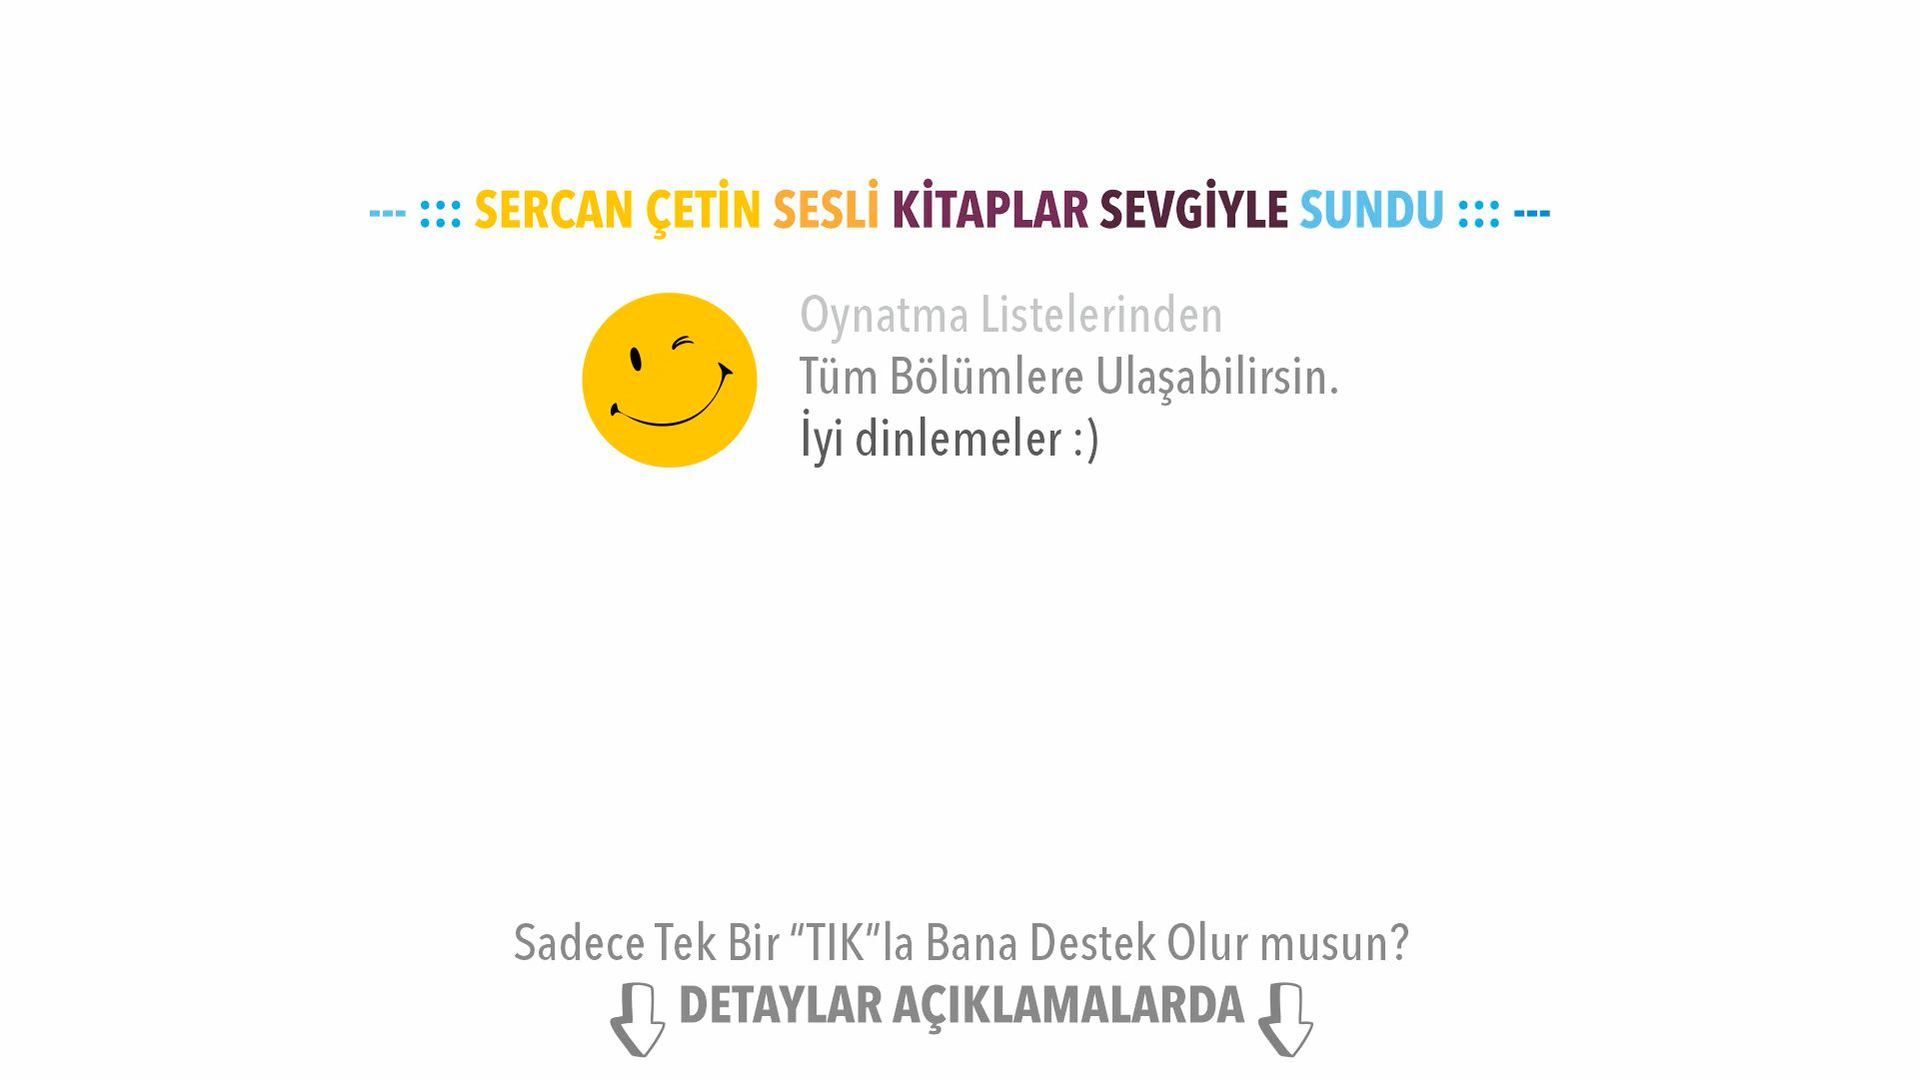 --- ::: SERCAN ÇETİN SESLİ KİTAPLAR SEVGİYLE SUNDU ::: ---
Oynatma Listelerinden
Tüm Bölümlere Ulaşabilirsin.
İyi dinlemeler :)
Sadece Tek Bir "TIK"la Bana Destek Olur musun?
DETAYLAR AÇIKLAMALARDA